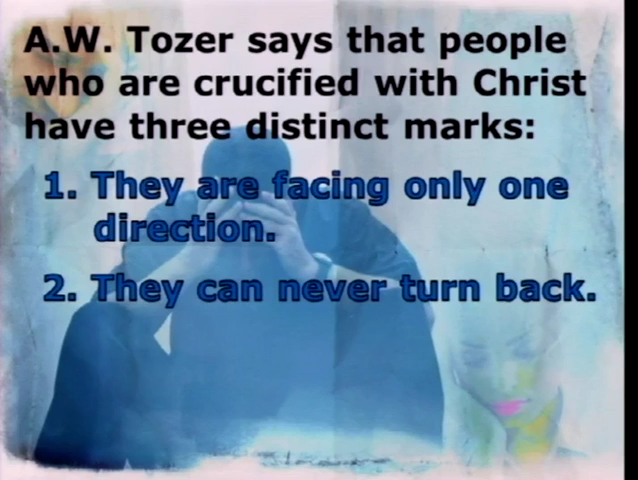 A.W. Tozer says that people
who are crucified with Christ
have three distinct marks:
1. They are facing only one
direction.
2. They can never turn back.